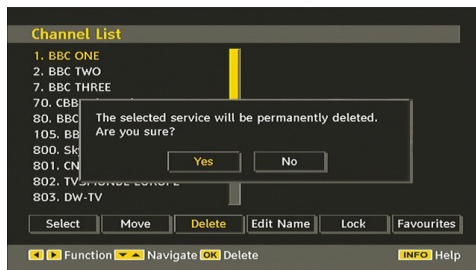 Channel List
1. BBC ONE
2. BBC TWO
7. BBC THREE
70. CBB
80. BBC
105. BB
800. Sk
801. CN
802. TV5MONDE EUROPE
803. DW-TV
The selected service will be permanently deleted.
Are you sure?
Yes No
Select Move Delete Edit Name Lock Favourites
Function Navigate OK Delete INFO Help